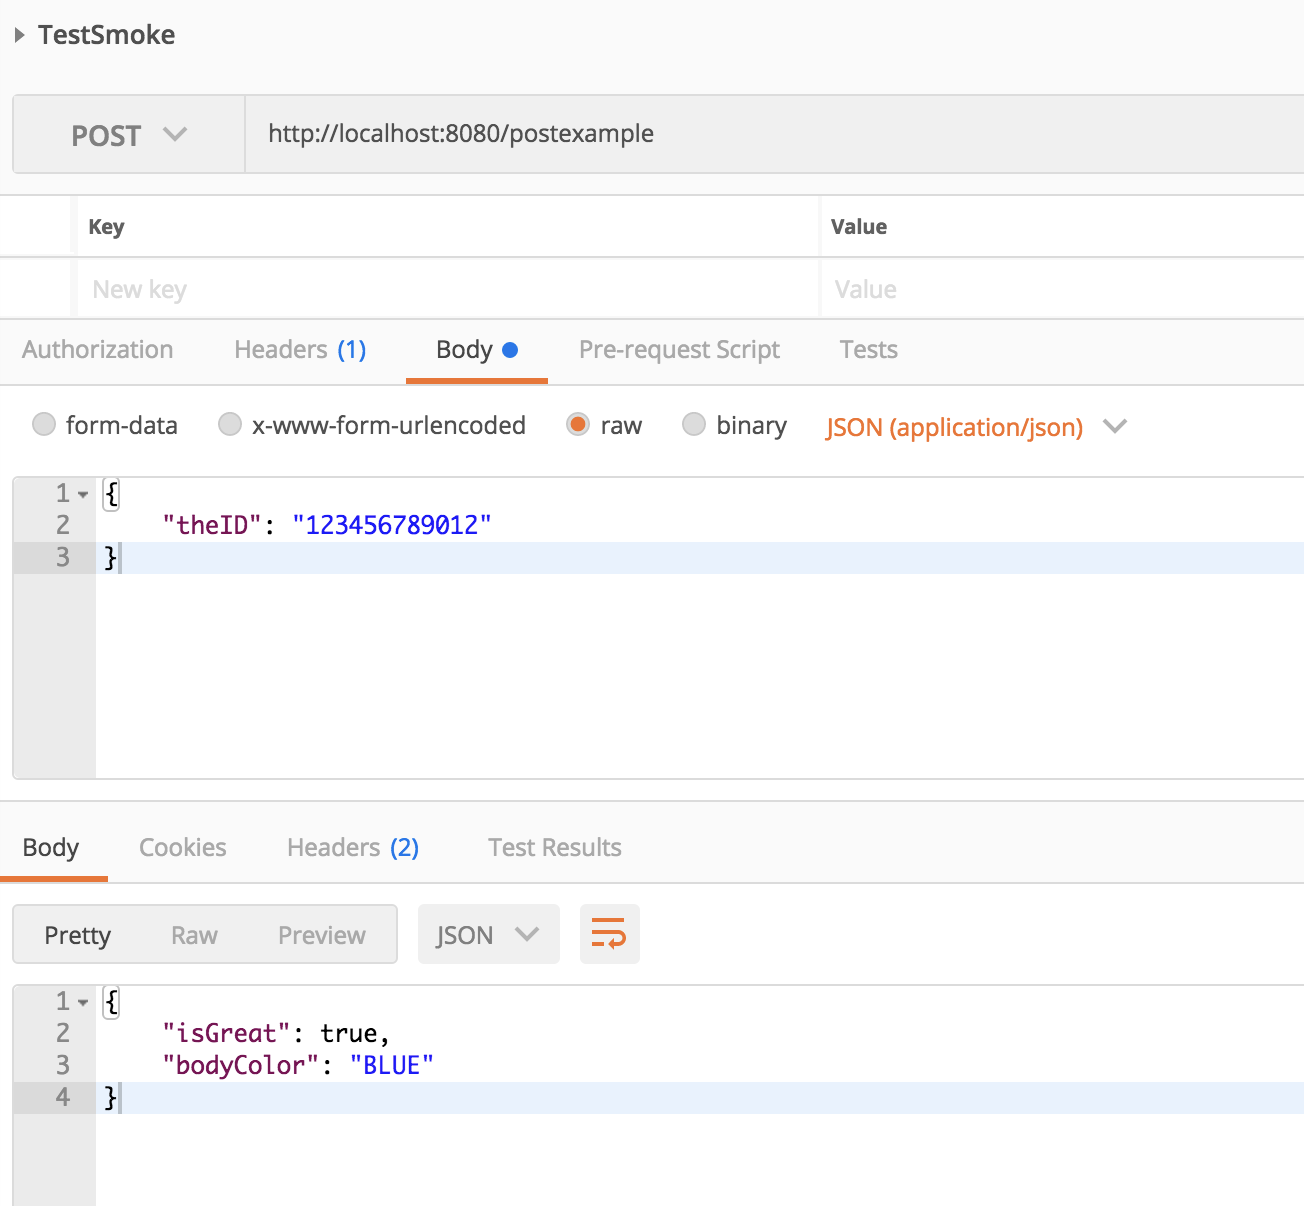 TestSmoke
POST http://localhost:8080/postexample
Key Value
New key Value
Authorization Headers (1) Body Pre-request Script Tests
form-data x-www-form-urlencoded raw binary JSON (application/json)
1 {
2 "theID": "123456789012"
3 }
Body Cookies Headers (2) Test Results
Pretty Raw Preview JSON
1 {
2 "isGreat": true,
3 "bodyColor": "BLUE"
4 }